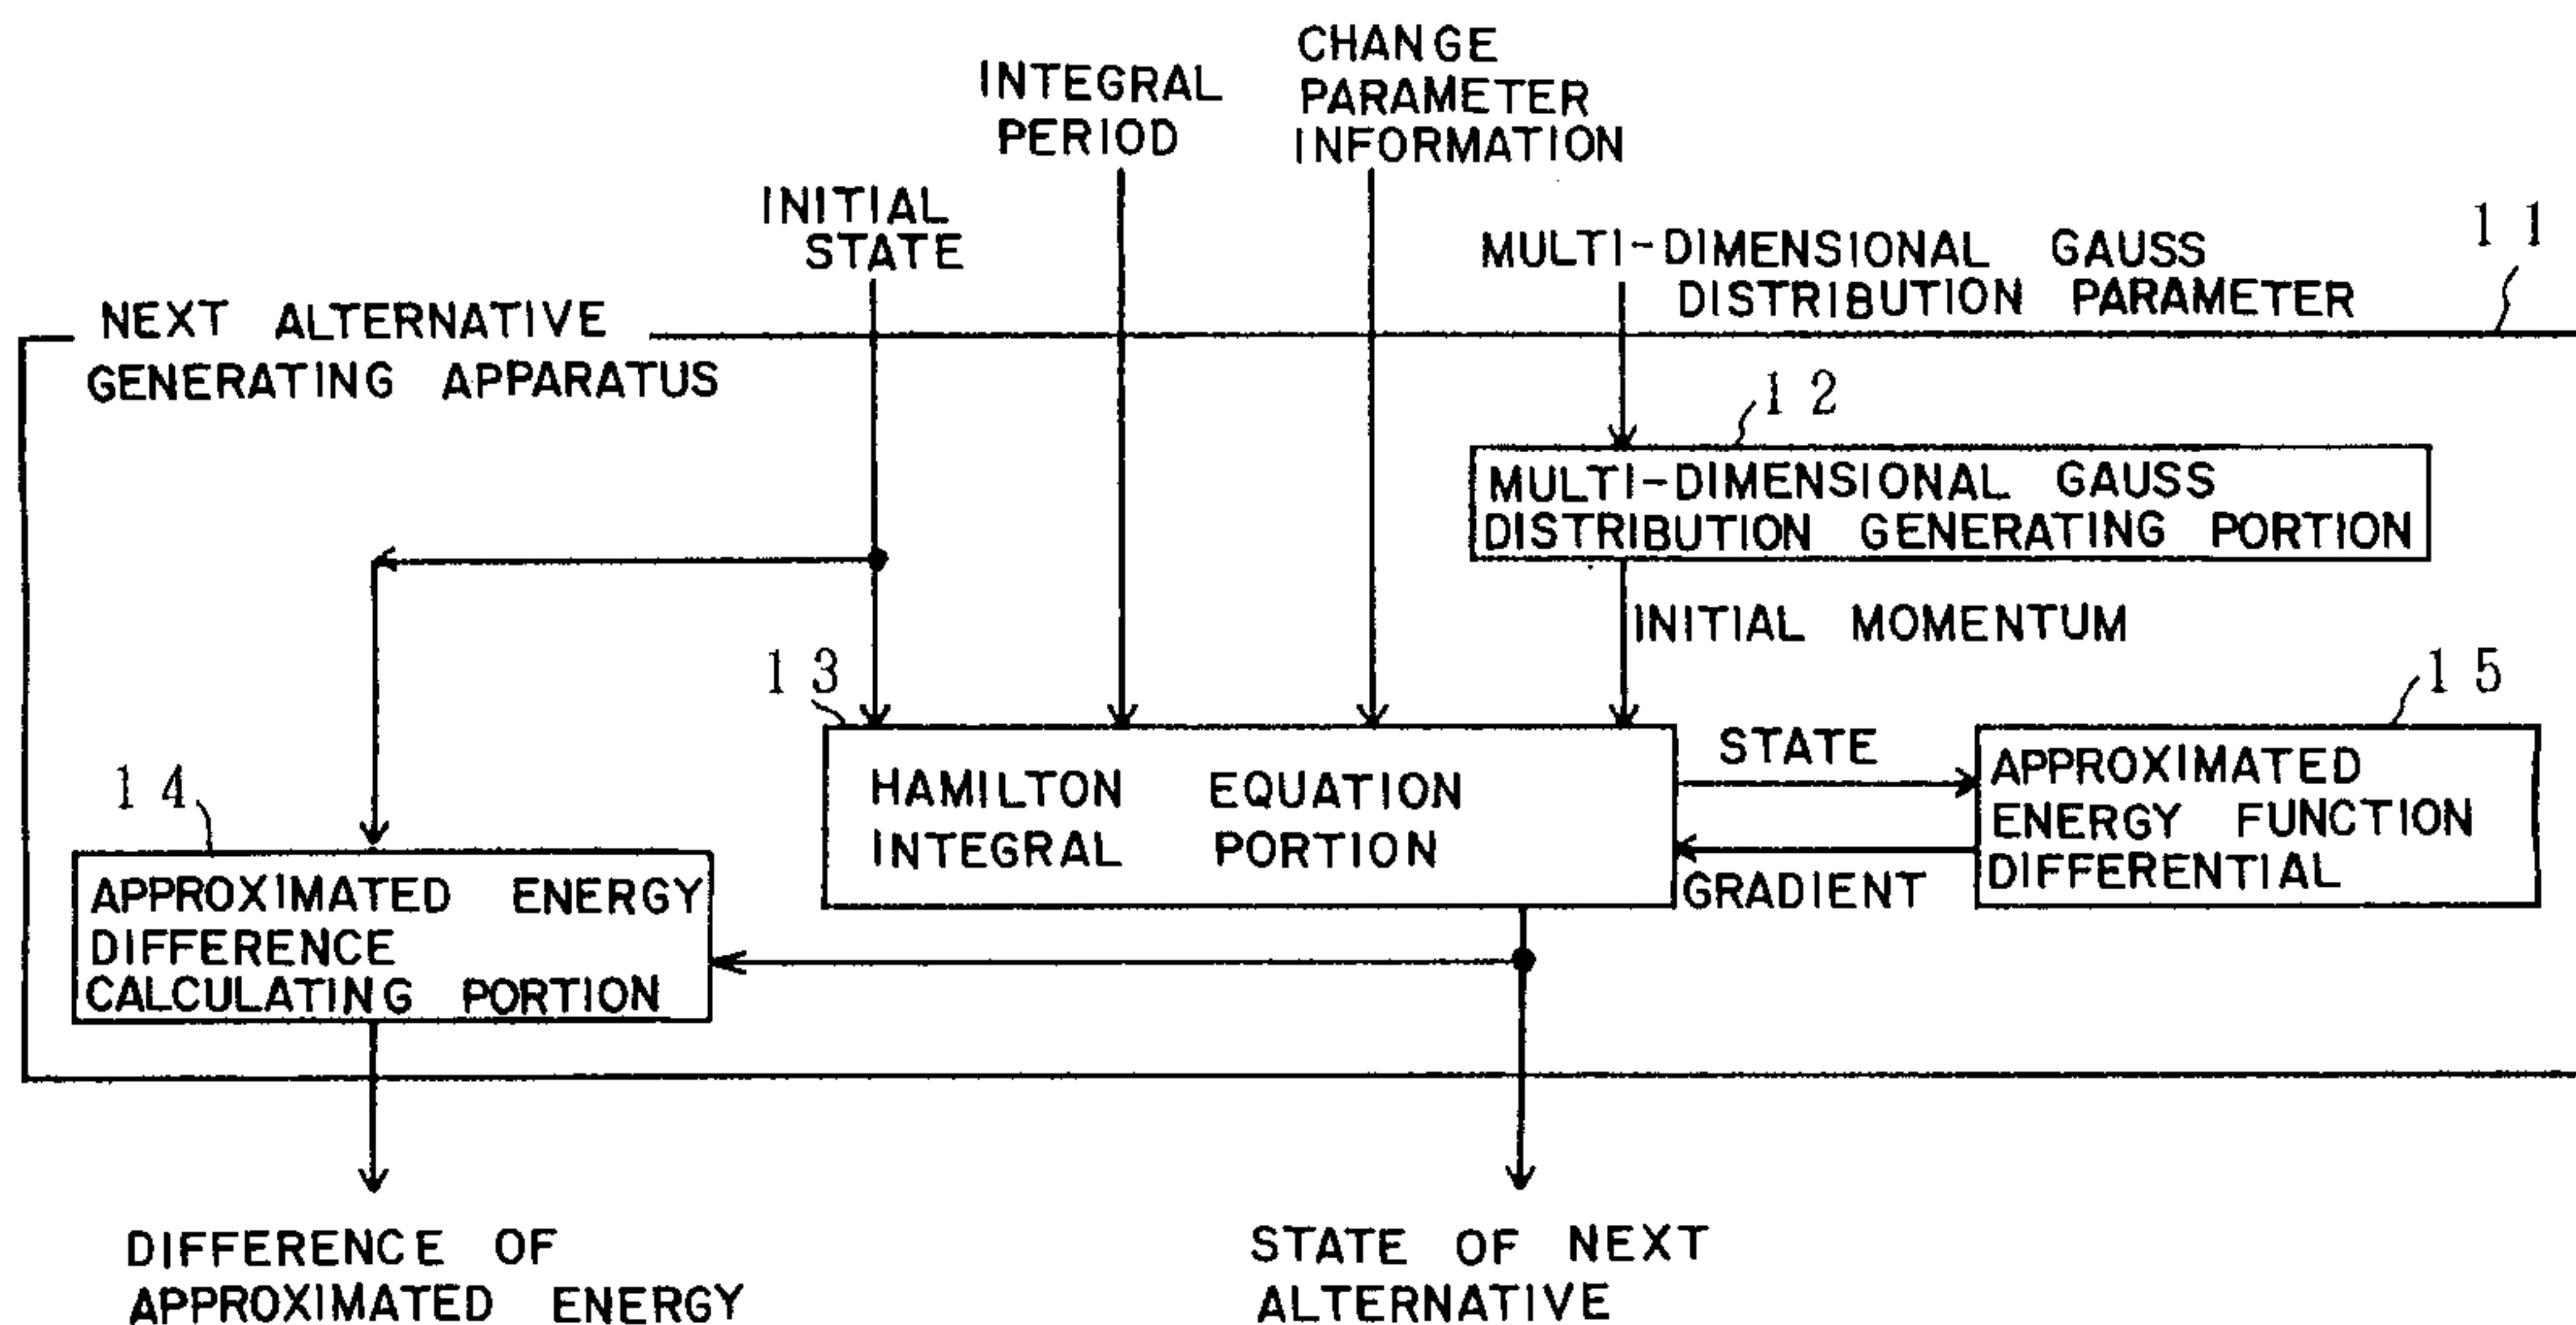 CHANGE
PARAMETER
INFORMATION
INTEGRAL
PERIOD
INITIAL
STATE
MULTI-DIMENSIONAL GAUSS
DISTRIBUTION PARAMETER
11
NEXT ALTERNATIVE
GENERATING APPARATUS
12
MULTI-DIMENSIONAL GAUSS
DISTRIBUTION GENERATING PORTION
INITIAL MOMENTUM
13
HAMILTON EQUATION
INTEGRAL PORTION
STATE
GRADIENT
15
APPROXIMATED
ENERGY FUNCTION
DIFFERENTIAL
14
APPROXIMATED ENERGY
DIFFERENCE
CALCULATING PORTION
DIFFERENCE OF
APPROXIMATED ENERGY
STATE OF NEXT
ALTERNATIVE